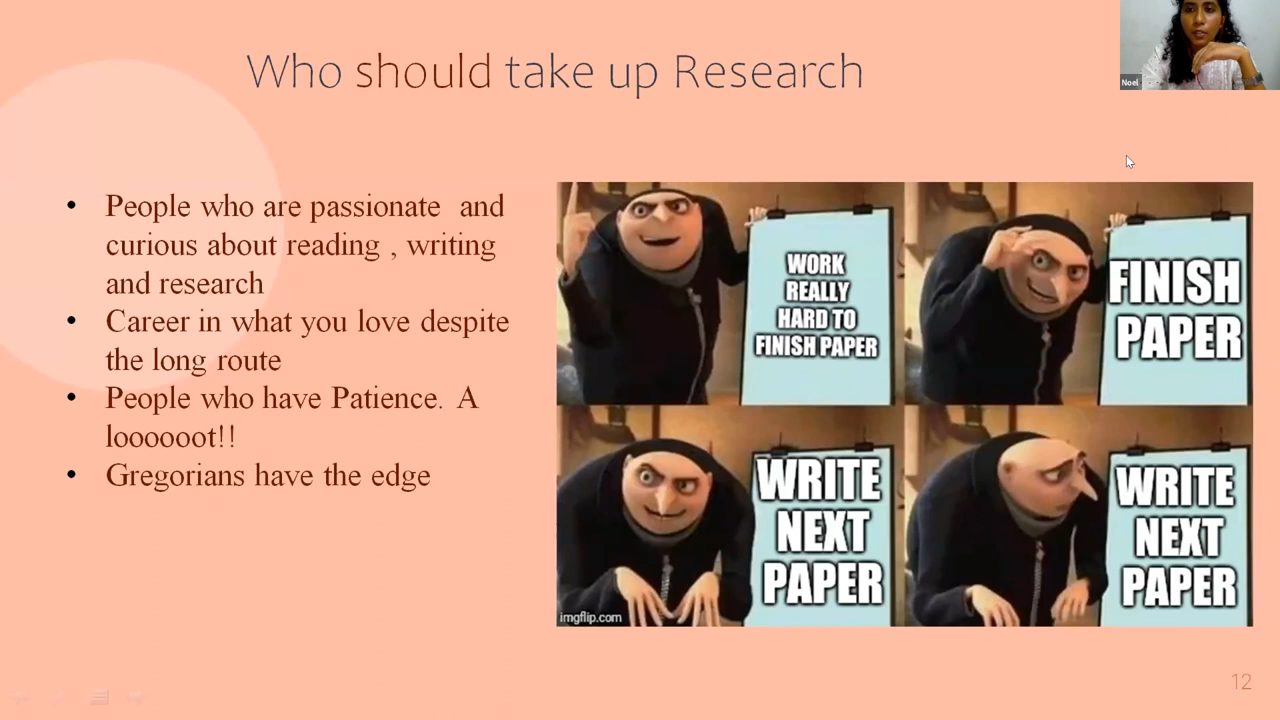 Who should take up Research
Noel
People who are passionate and
curious about reading , writing
and research
Career in what you love despite
the long route
People who have Patience. A
loooooot!!
Gregorians have the edge
WORK
REALLY
HARD TO
FINISH PAPER
FINISH
PAPER
WRITE
NEXT
PAPER
WRITE
NEXT
PAPER
imgflip.com
12